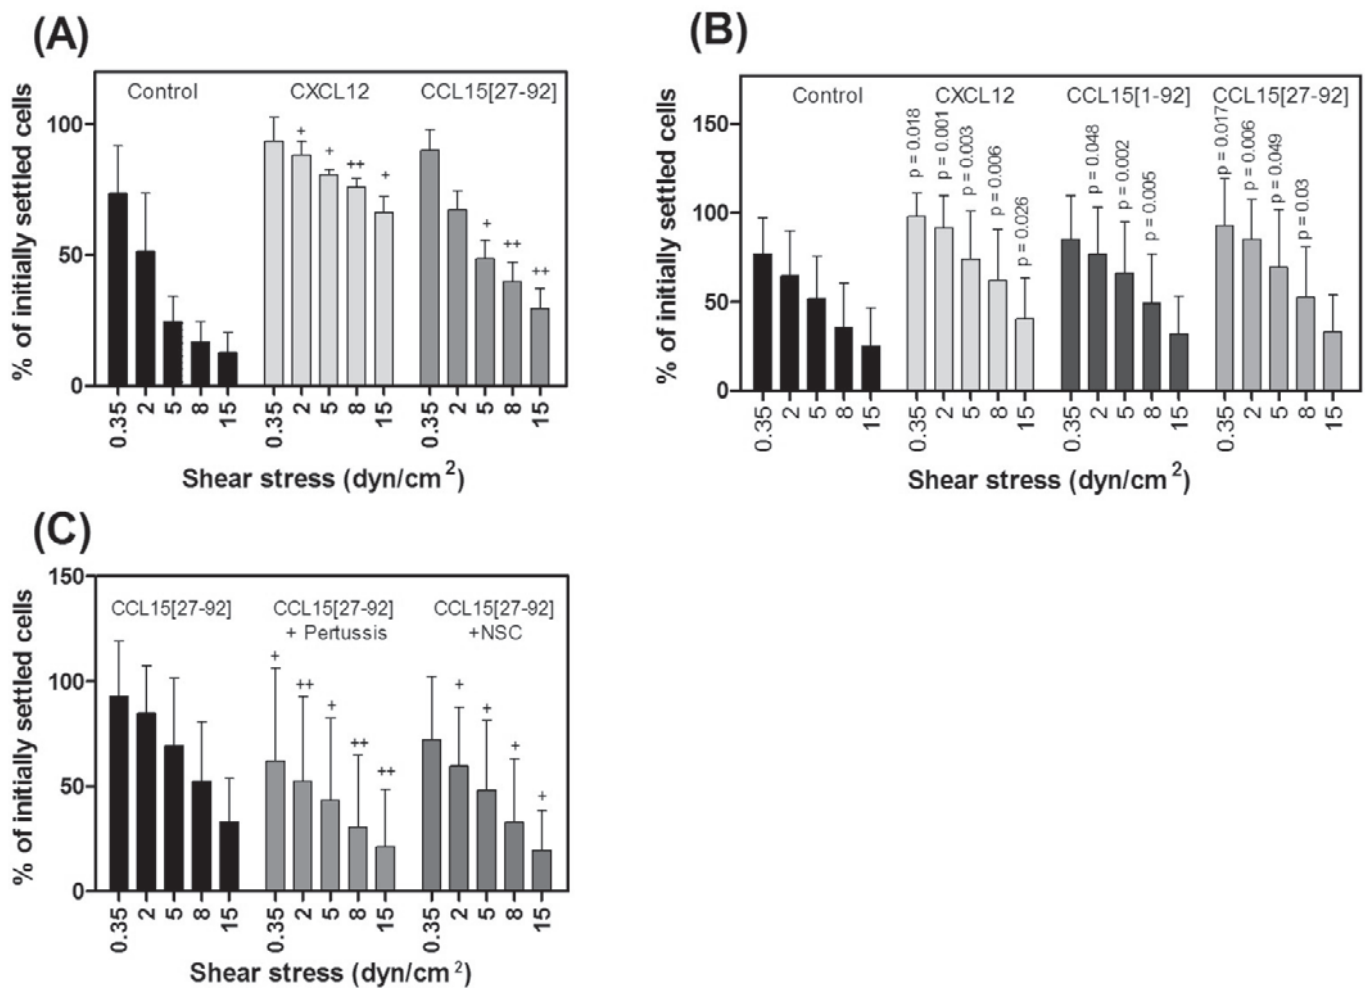 (A)
% of initially settled cells
100
50
0
Control
CXCL12
CCL15[27-92]
+
+
++
+
+
++
++
0.35 2 5 8 15
0.35 2 5 8 15
0.35 2 5 8 15
Shear stress (dyn/cm2)
(B)
% of initially settled cells
150
100
50
0
Control
CXCL12
CCL15[1-92]
CCL15[27-92]
p = 0.018
p = 0.001
p = 0.003
p = 0.006
p = 0.026
p = 0.048
p = 0.002
p = 0.005
p = 0.017
p = 0.006
p = 0.049
p = 0.03
0.35 2 5 8 15
0.35 2 5 8 15
0.35 2 5 8 15
0.35 2 5 8 15
Shear stress (dyn/cm2)
(C)
% of initially settled cells
150
100
50
0
CCL15[27-92]
CCL15[27-92]
+ Pertussis
CCL15[27-92]
+NSC
+
++
+
++
++
+
+
+
+
0.35 2 5 8 15
0.35 2 5 8 15
0.35 2 5 8 15
Shear stress (dyn/cm2)